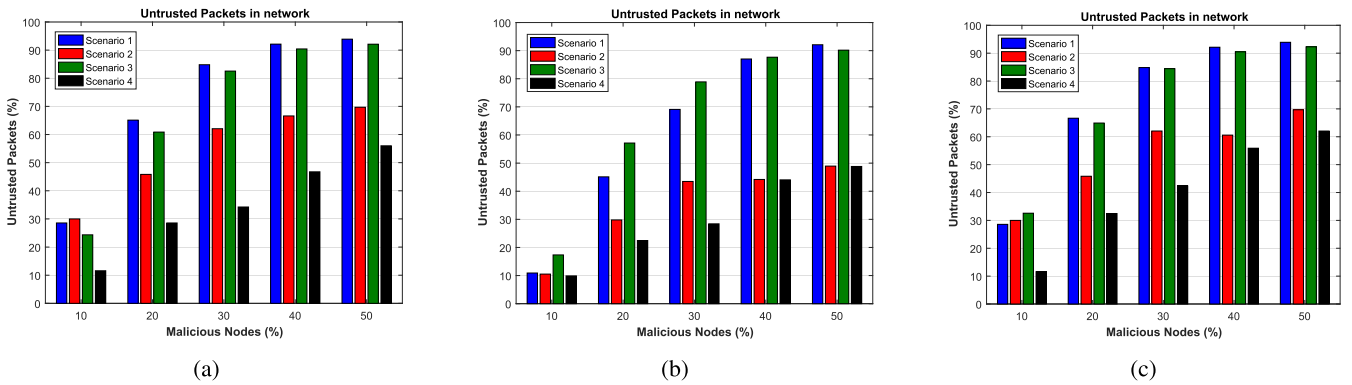 Untrusted Packets in network
100
90
80
70
60
50
40
30
20
10
0
Untrusted Packets (%)
Scenario 1
Scenario 2
Scenario 3
Scenario 4
10 20 30 40 50
Malicious Nodes (%)
(a)
Untrusted Packets in network
100
90
80
70
60
50
40
30
20
10
0
Untrusted Packets (%)
Scenario 1
Scenario 2
Scenario 3
Scenario 4
10 20 30 40 50
Malicious Nodes (%)
(b)
Untrusted Packets in network
100
90
80
70
60
50
40
30
20
10
0
Untrusted Packets (%)
Scenario 1
Scenario 2
Scenario 3
Scenario 4
10 20 30 40 50
Malicious Nodes (%)
(c)